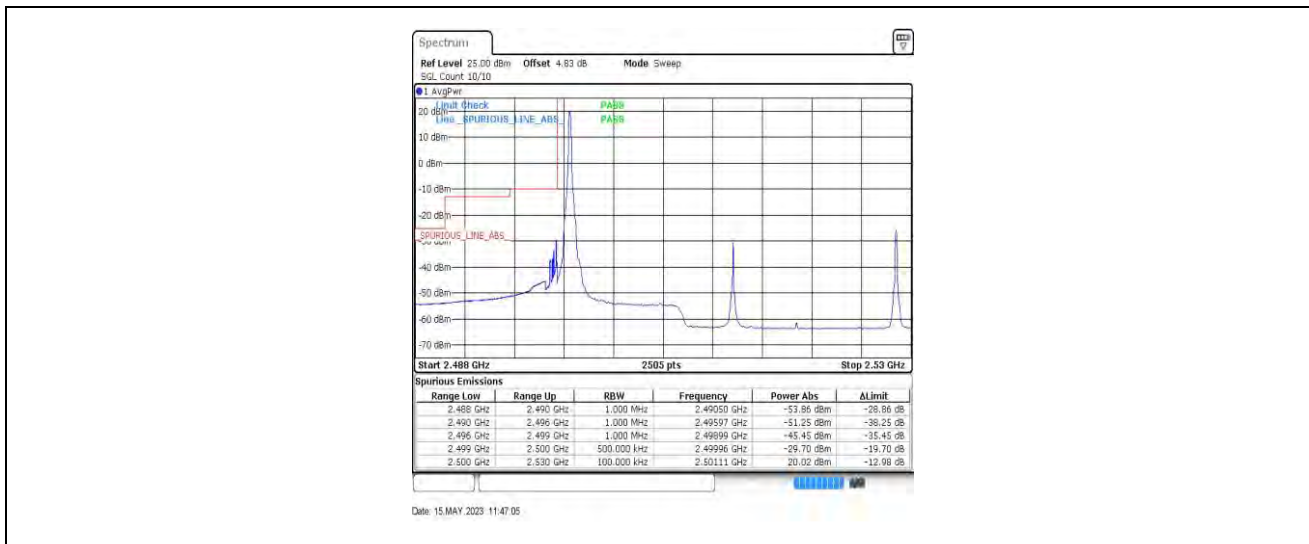 Spectrum
Ref Level 25.00 dBm Offset 4.83 dB Mode Sweep
SGL Count 10/10
1 AvgPwr
Limit Check PASS
20 dBm
Line _SPURIOUS_LINE_ABS_ PASS
10 dBm
0 dBm
-10 dBm
-20 dBm
_SPURIOUS_LINE_ABS_
-30 dBm
-40 dBm
-50 dBm
-60 dBm
-70 dBm
Start 2.488 GHz 2505 pts Stop 2.53 GHz
Spurious Emissions
Range Low Range Up RBW Frequency Power Abs ΔLimit
2.488 GHz 2.490 GHz 1.000 MHz 2.49050 GHz -53.86 dBm -28.86 dB
2.490 GHz 2.496 GHz 1.000 MHz 2.49597 GHz -51.25 dBm -38.25 dB
2.496 GHz 2.499 GHz 1.000 MHz 2.49899 GHz -45.45 dBm -35.45 dB
2.499 GHz 2.500 GHz 500.000 kHz 2.49996 GHz -29.70 dBm -19.70 dB
2.500 GHz 2.530 GHz 100.000 kHz 2.50111 GHz 20.02 dBm -12.98 dB
Date: 15.MAY.2023 11:47:05